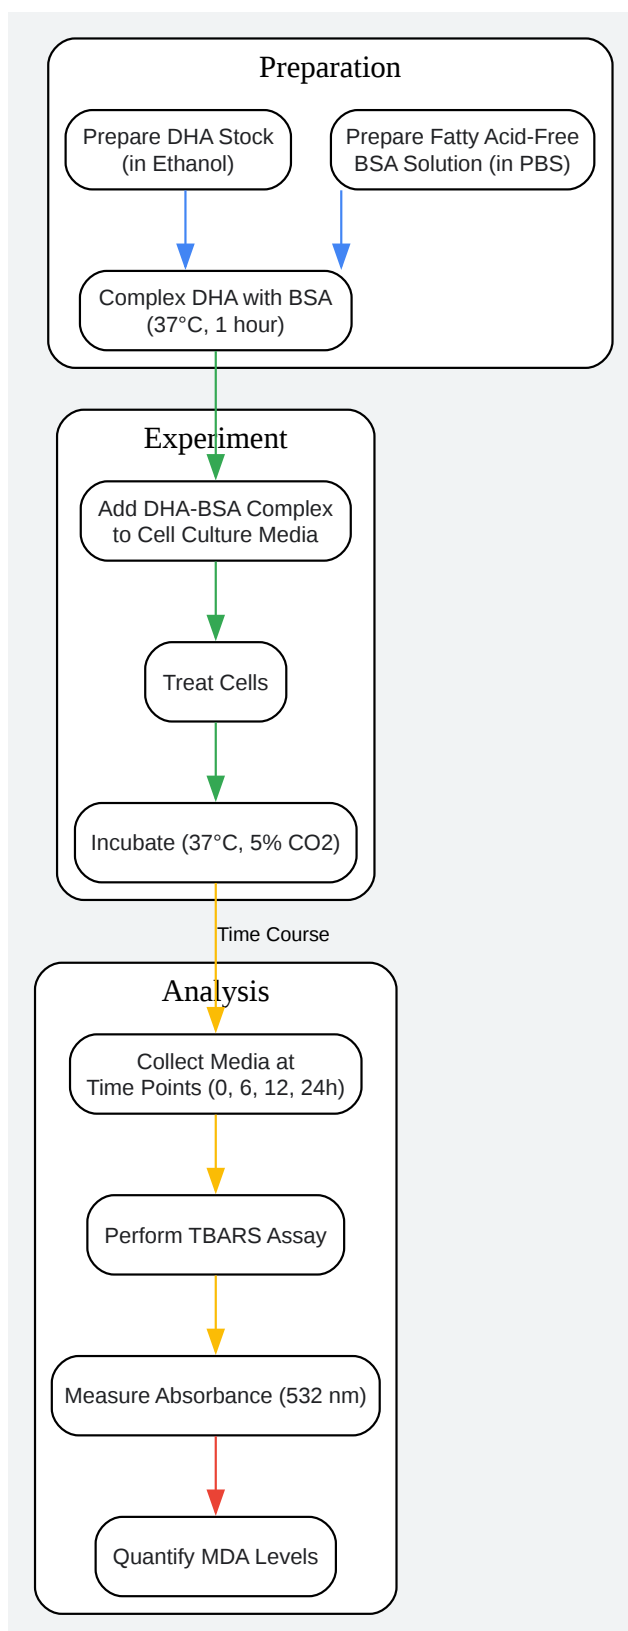 Preparation
Prepare DHA Stock
(in Ethanol)
Prepare Fatty Acid-Free
BSA Solution (in PBS)
Complex DHA with BSA
(37°C, 1 hour)
Experiment
Add DHA-BSA Complex
to Cell Culture Media
Treat Cells
Incubate (37°C, 5% CO2)
Time Course
Analysis
Collect Media at
Time Points (0, 6, 12, 24h)
Perform TBARS Assay
Measure Absorbance (532 nm)
Quantify MDA Levels